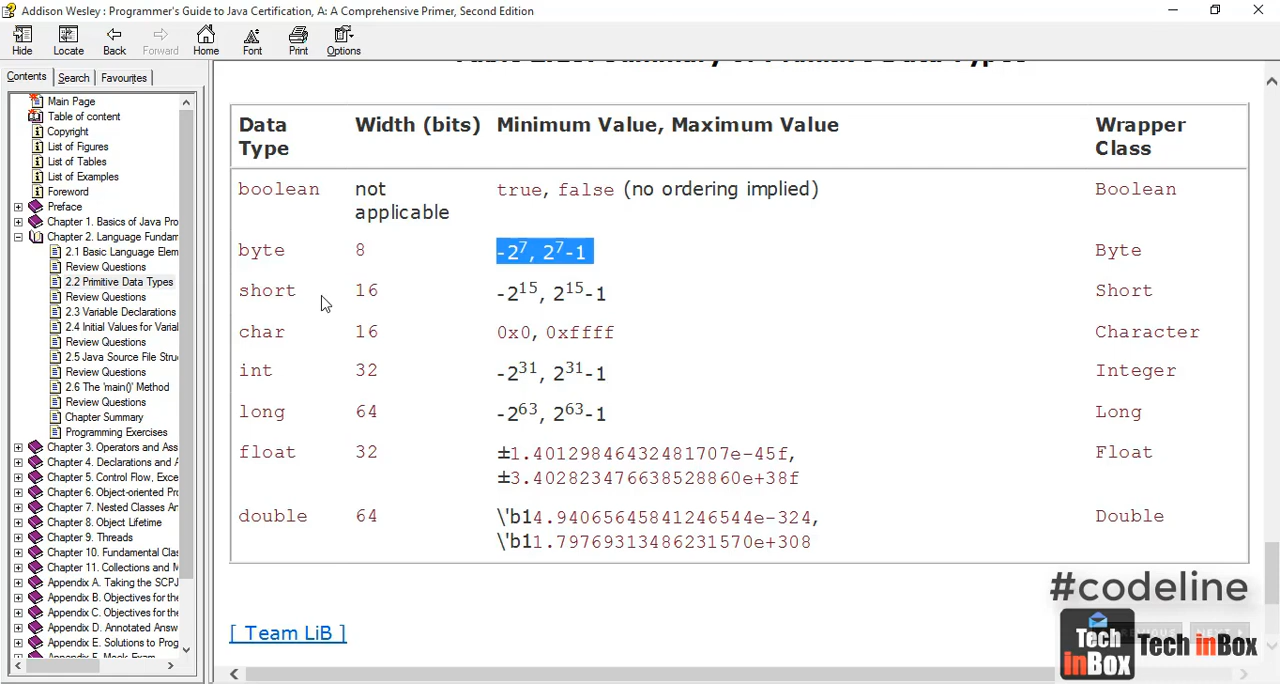 Addison Wesley : Programmer's Guide to Java Certification, A: A Comprehensive Primer, Second Edition
Hide Locate Back Forward Home Font Print Options
Contents Search Favourites
Main Page
Table of content
Copyright
List of Figures
List of Tables
List of Examples
Foreword
Preface
Chapter 1. Basics of Java Pro
Chapter 2. Language Fundam
2.1 Basic Language Elem
Review Questions
2.2 Primitive Data Types
Review Questions
2.3 Variable Declarations
2.4 Initial Values for Varial
Review Questions
2.5 Java Source File Stru
Review Questions
2.6 The 'main()' Method
Review Questions
Chapter Summary
Programming Exercises
Chapter 3. Operators and Ass
Chapter 4. Declarations and A
Chapter 5. Control Flow, Exce
Chapter 6. Object-oriented Pro
Chapter 7. Nested Classes An
Chapter 8. Object Lifetime
Chapter 9. Threads
Chapter 10. Fundamental Clas
Chapter 11. Collections and M
Appendix A. Taking the SCPJ
Appendix B. Objectives for the
Appendix C. Objectives for the
Appendix D. Annotated Answ
Appendix E. Solutions to Prog
Data Type Width (bits) Minimum Value, Maximum Value Wrapper Class
boolean not applicable true, false (no ordering implied) Boolean
byte 8 -2⁷, 2⁷-1 Byte
short 16 -2¹⁵, 2¹⁵-1 Short
char 16 0x0, 0xffff Character
int 32 -2³¹, 2³¹-1 Integer
long 64 -2⁶³, 2⁶³-1 Long
float 32 ±1.40129846432481707e-45f, Float
±3.402823476638528860e+38f
double 64 \'b14.94065645841246544e-324, Double
\'b11.79769313486231570e+308
[ Team LiB ]
#codeline
Tech inBox Tech inBox